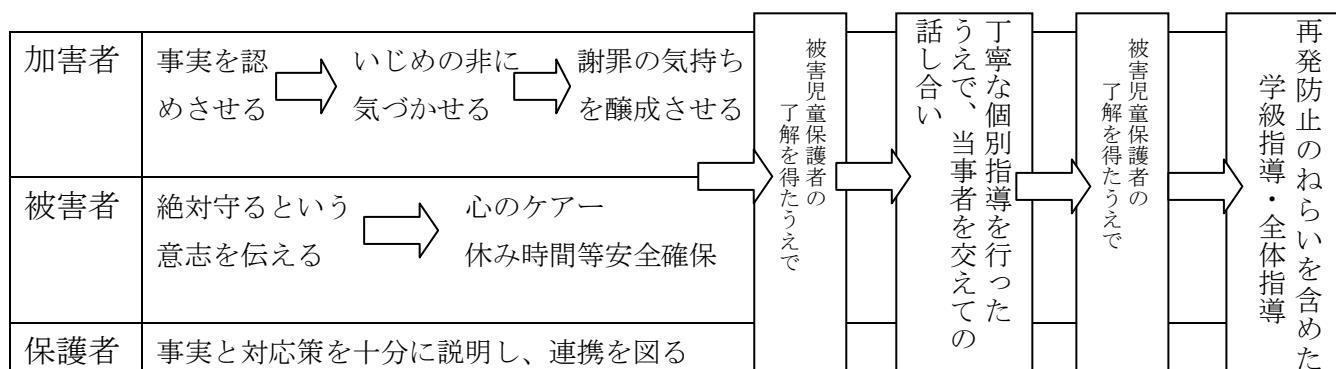 加害者
事実を認
めさせる
いじめの非に
気づかせる
謝罪の気持ち
を醸成させる
被害者
絶対守るという
意志を伝える
心のケアー
休み時間等安全確保
保護者
事実と対応策を十分に説明し、連携を図る
被害児童保護者の
了解を得たうえで
丁寧な個別指導を行った
うえで、当事者を交えての
話し合い
被害児童保護者の
了解を得たうえで
再発防止のねらいを含めた
学級指導・全体指導